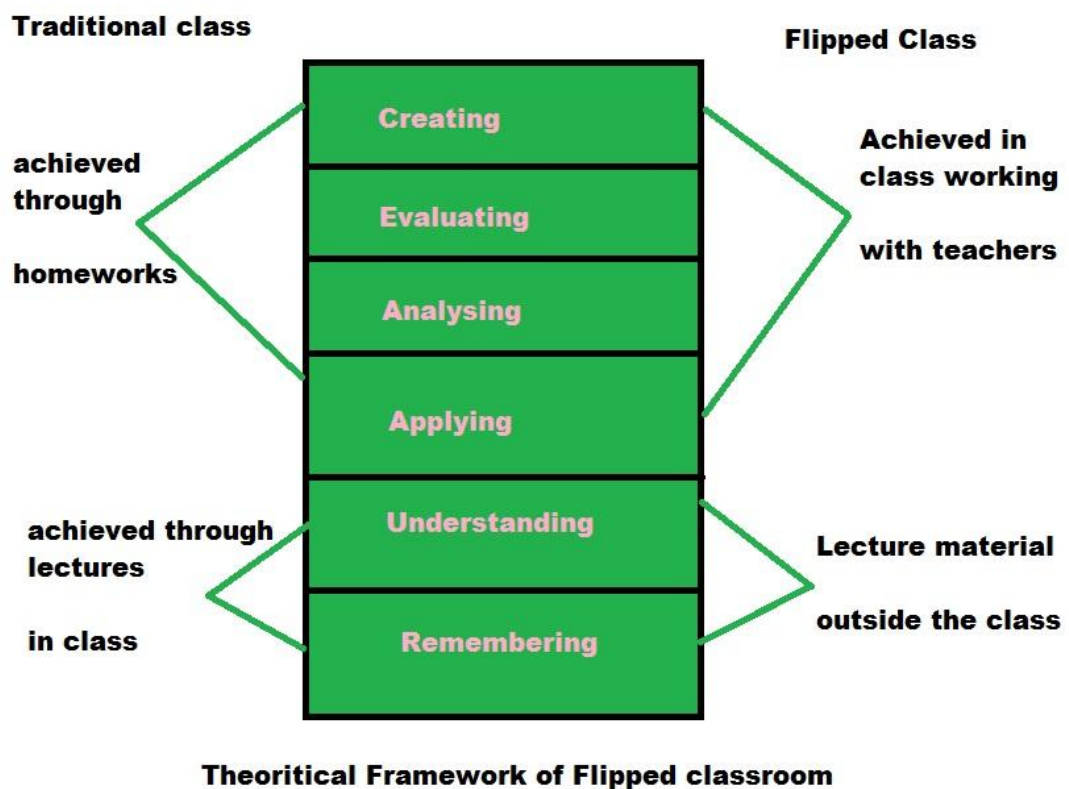 Traditional class
Flipped Class
Creating
Evaluating
Analysing
Applying
Understanding
Remembering
achieved
through
homeworks
achieved through
lectures
in class
Achieved in
class working
with teachers
Lecture material
outside the class
Theoritical Framework of Flipped classroom